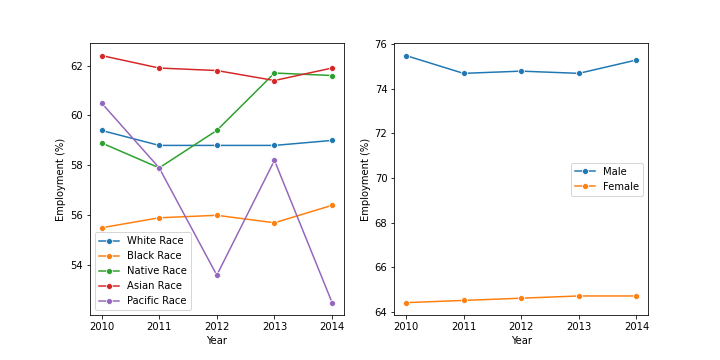 62
60
58
56
54
Employment (%)
White Race
Black Race
Native Race
Asian Race
Pacific Race
2010 2011 2012 2013 2014
Year
76
74
72
70
68
66
64
Employment (%)
Male
Female
2010 2011 2012 2013 2014
Year